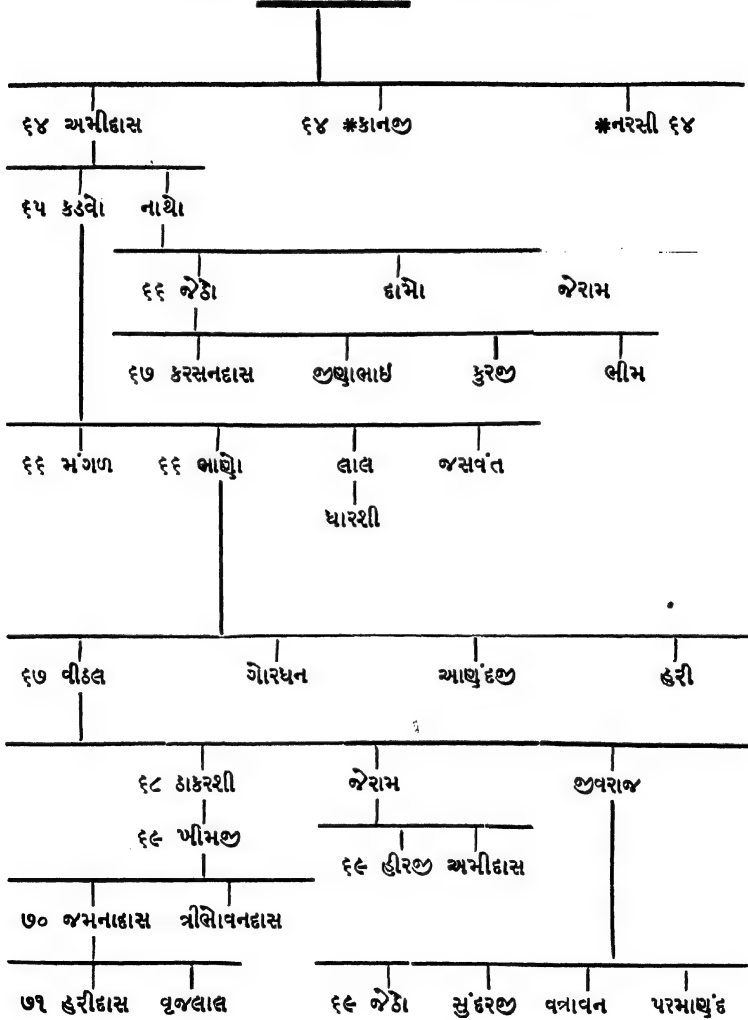 ૬૪ અમીદાસ ૬૪ *કાનજી *નરસી ૬૪
૬૫ કડવો નાથો
૬૬ જેઠો દામો જેરામ
૬૭ કરસનદાસ જીણાભાઈ કુરજી ભીમ
૬૬ મંગળ ૬૬ ભાણો લાલ જસવંત
ધારશી
૬૭ વીઠલ ગોરધન આણંદજી હરી
૬૮ ઠાકરશી જેરામ જીવરાજ
૬૯ ખીમજી
૬૯ હીરજી અમીદાસ
૭૦ જમનાદાસ ત્રીભોવનદાસ
૭૧ હરીદાસ વૃજલાલ ૬૯ જેઠો સુંદરજી વત્રાવન પરમાણંદ